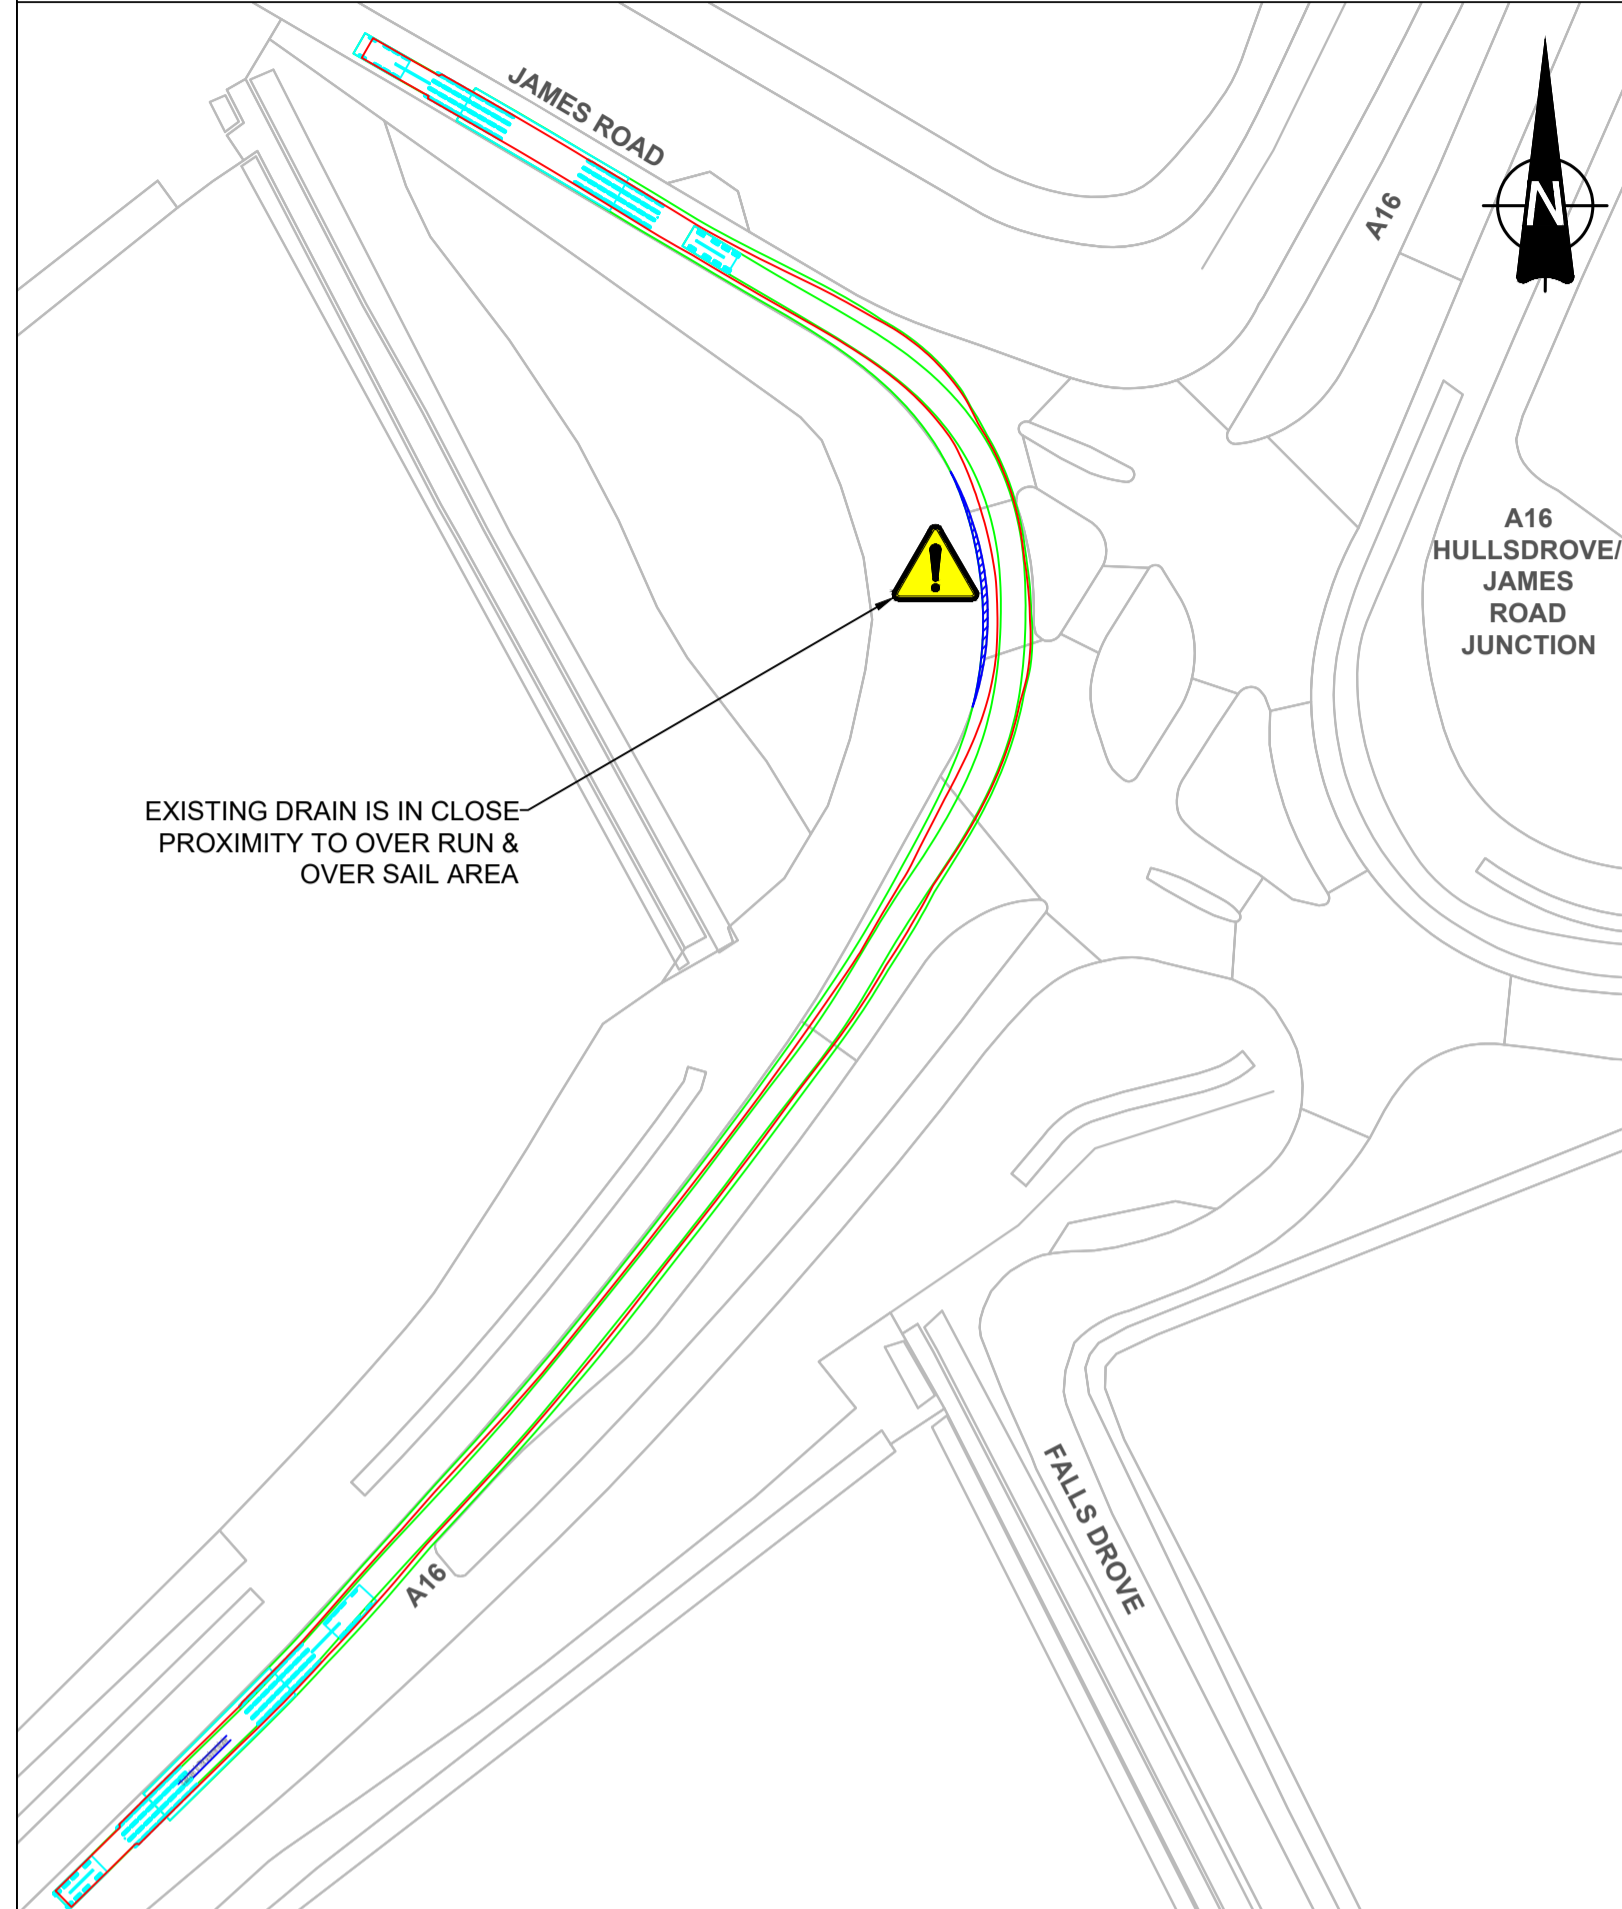 JAMES ROAD
A16
N
A16
HULLSDROVE/
JAMES
ROAD
JUNCTION
EXISTING DRAIN IS IN CLOSE
PROXIMITY TO OVER RUN &
OVER SAIL AREA
FALLS DROVE
A16